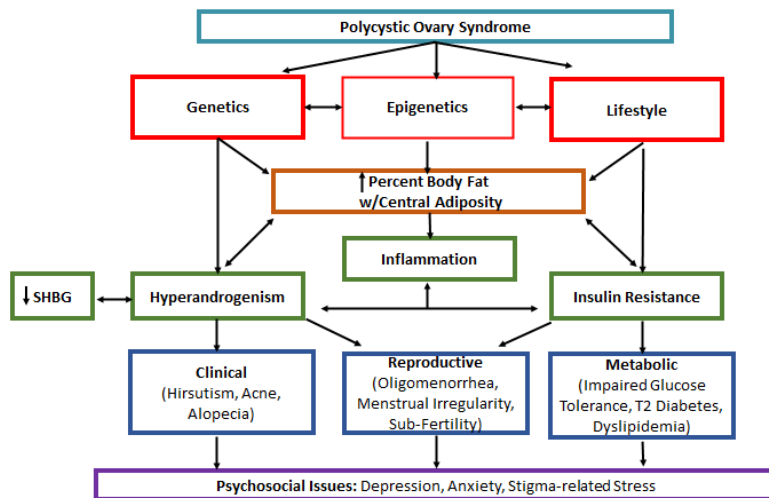 Polycystic Ovary Syndrome
Genetics
Epigenetics
Lifestyle
↑ Percent Body Fat
w/Central Adiposity
Inflammation
↓ SHBG
Hyperandrogenism
Insulin Resistance
Clinical
(Hirsutism, Acne,
Alopecia)
Reproductive
(Oligomenorrhea,
Menstrual Irregularity,
Sub-Fertility)
Metabolic
(Impaired Glucose
Tolerance, T2 Diabetes,
Dyslipidemia)
Psychosocial Issues: Depression, Anxiety, Stigma-related Stress